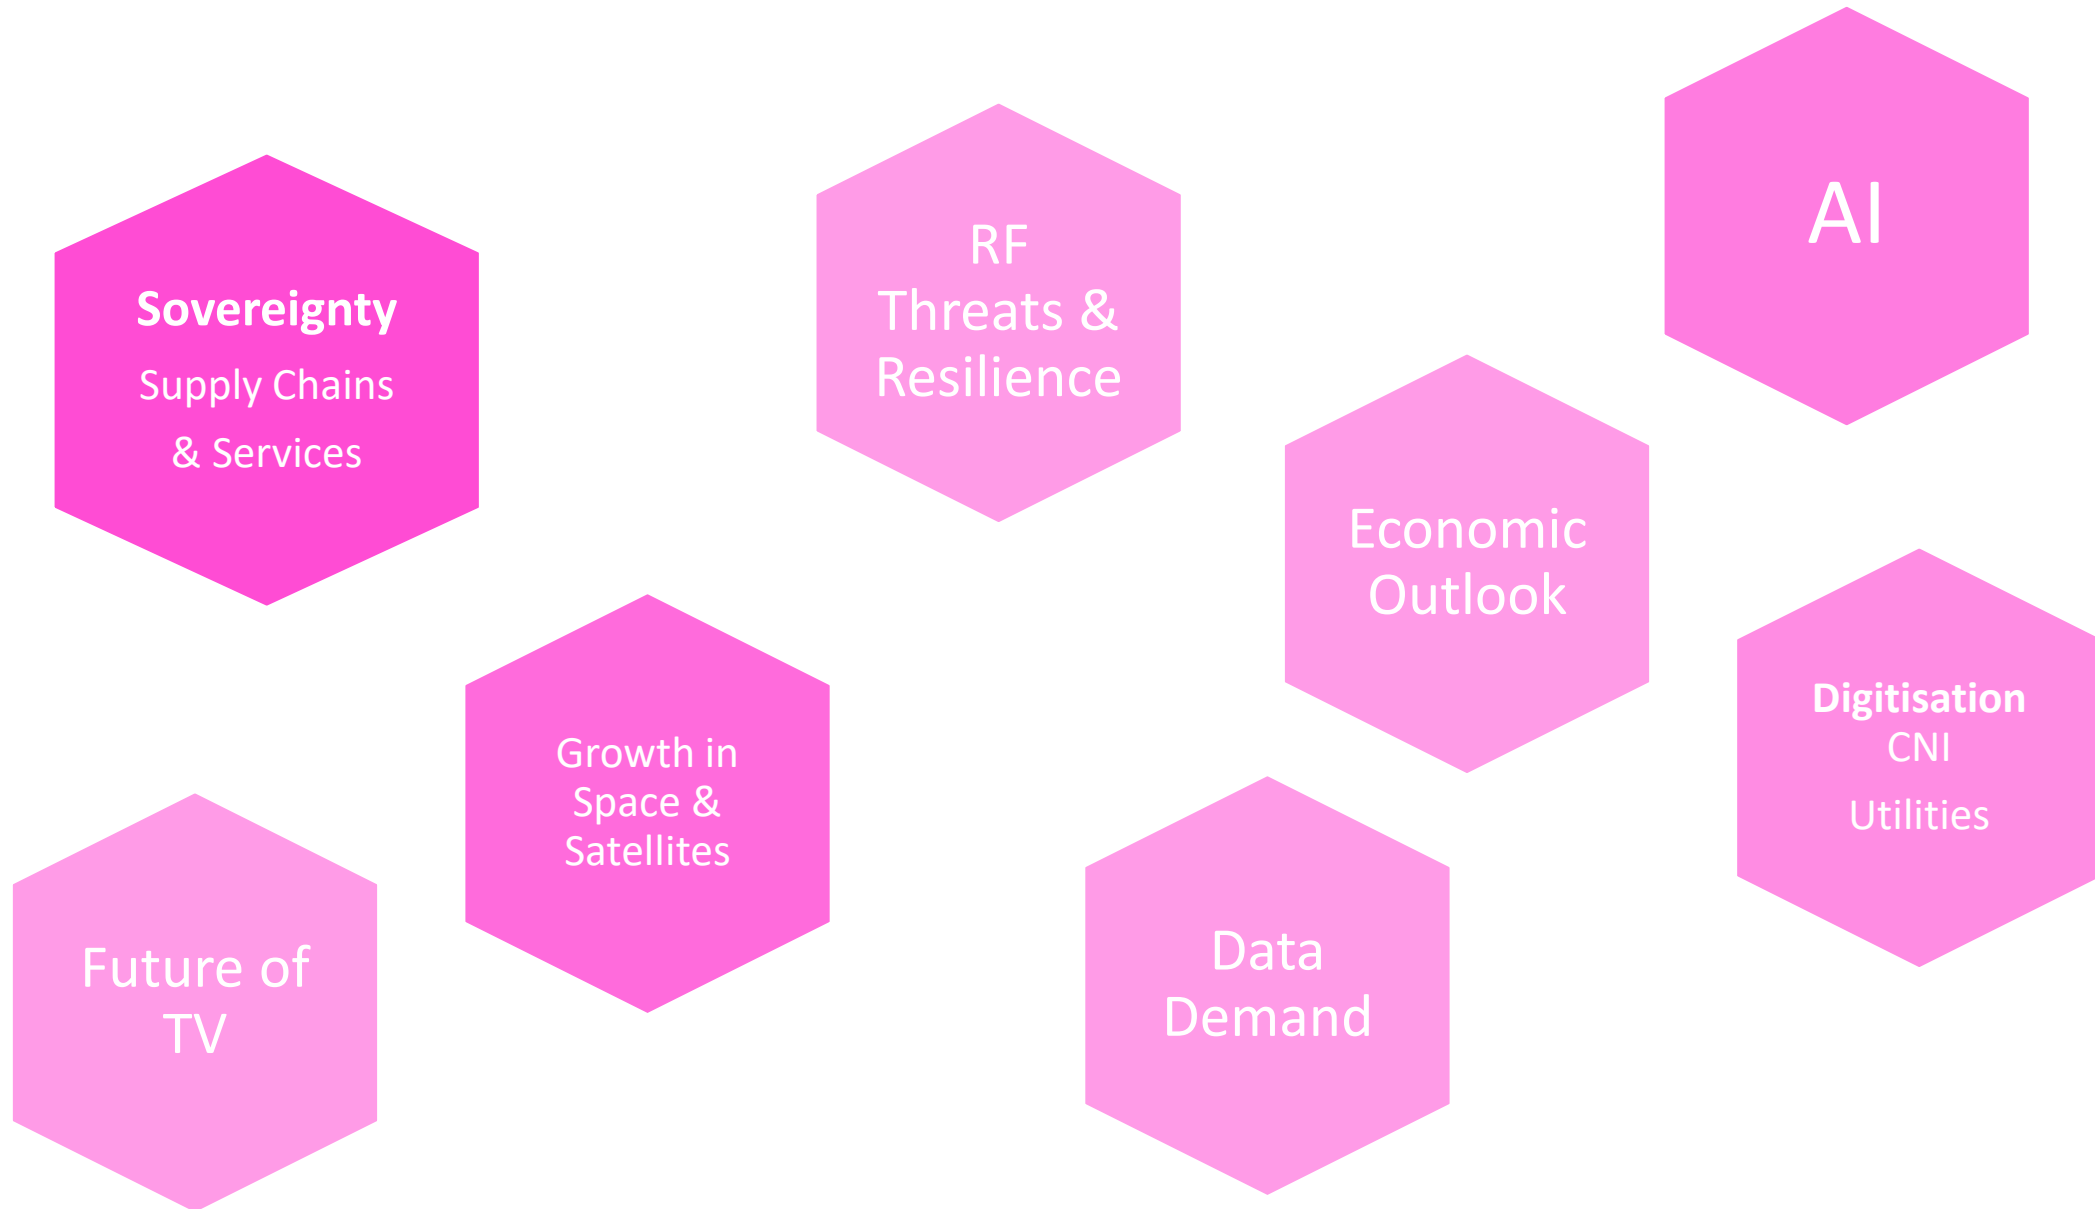 Sovereignty
Supply Chains
& Services
RF
Threats &
Resilience
AI
Economic
Outlook
Digitisation
CNI
Utilities
Growth in
Space &
Satellites
Future of
TV
Data
Demand